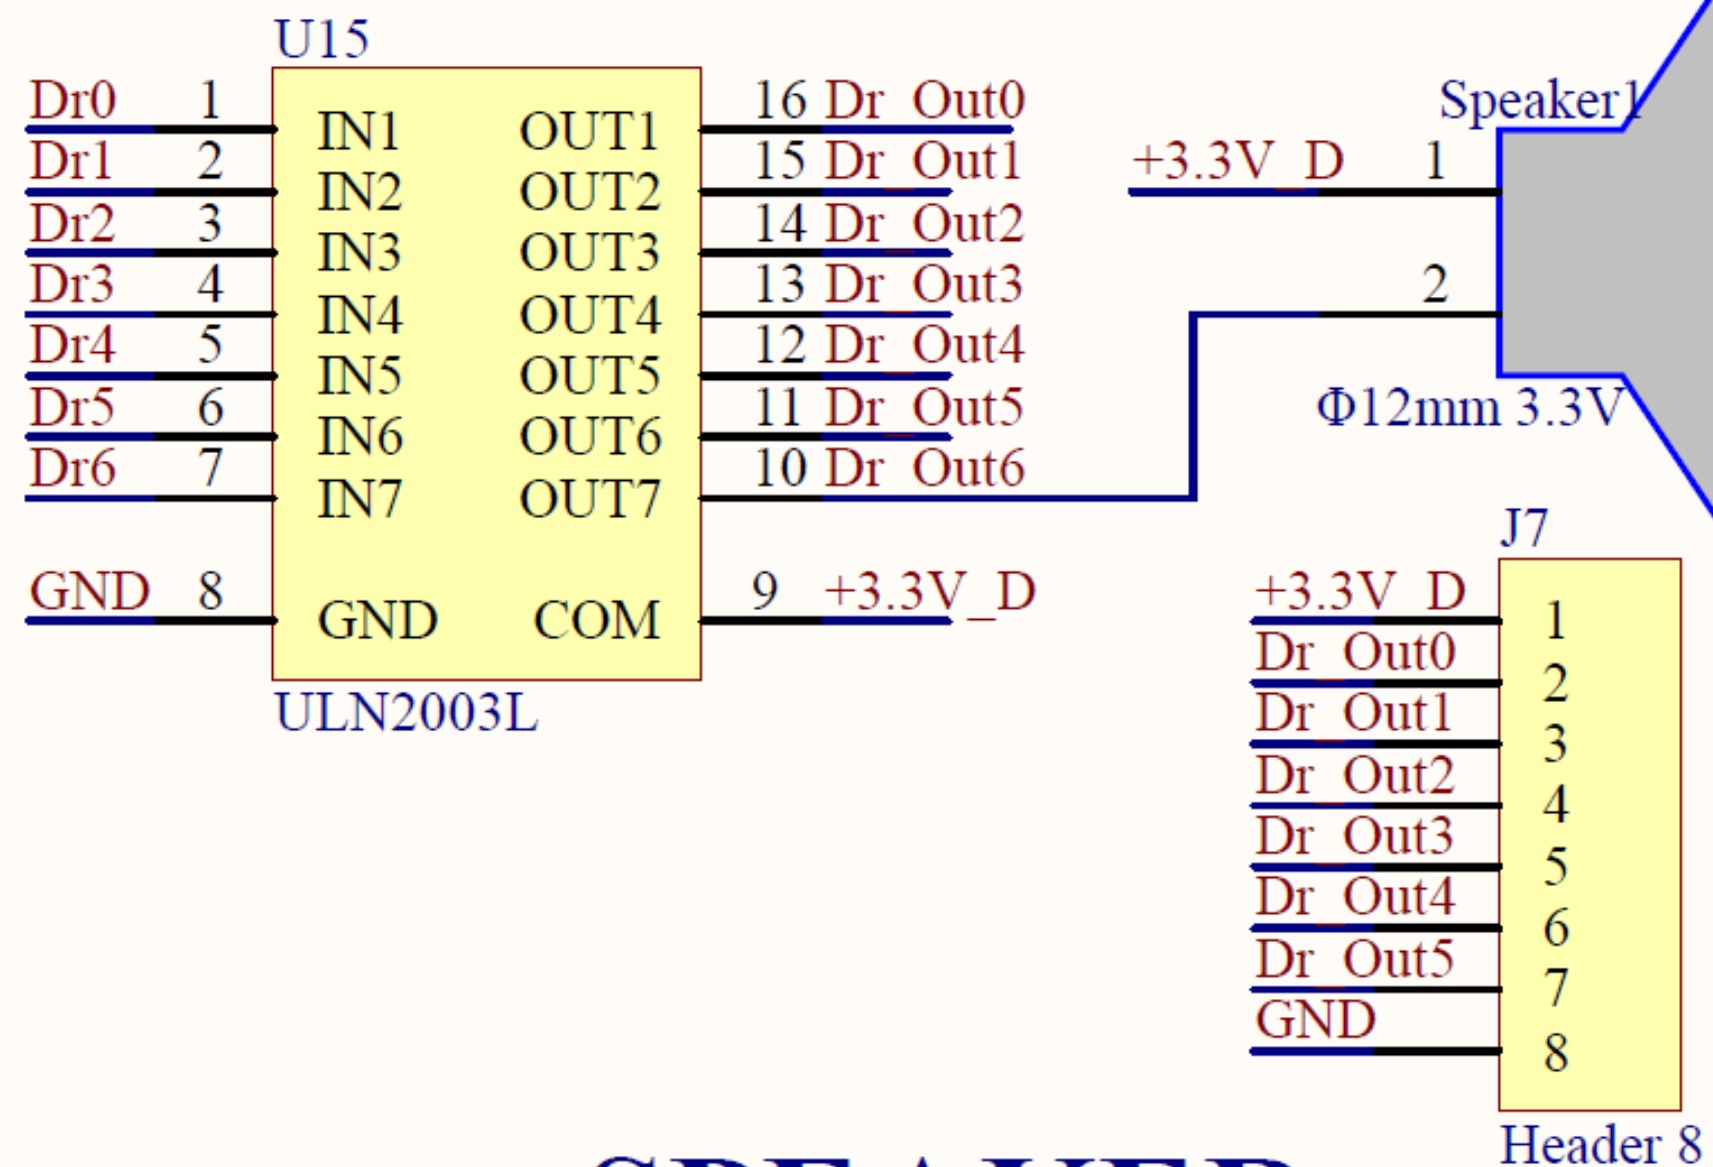 U15
Dr0 1 IN1 OUT1 16 Dr_Out0
Dr1 2 IN2 OUT2 15 Dr_Out1
Dr2 3 IN3 OUT3 14 Dr_Out2
Dr3 4 IN4 OUT4 13 Dr_Out3
Dr4 5 IN5 OUT5 12 Dr_Out4
Dr5 6 IN6 OUT6 11 Dr_Out5
Dr6 7 IN7 OUT7 10 Dr_Out6
GND 8 GND COM 9 +3.3V_D
ULN2003L
Speaker1
+3.3V_D 1
2
Φ12mm 3.3V
J7
+3.3V_D 1
Dr_Out0 2
Dr_Out1 3
Dr_Out2 4
Dr_Out3 5
Dr_Out4 6
Dr_Out5 7
GND 8
Header 8
SPEAKER